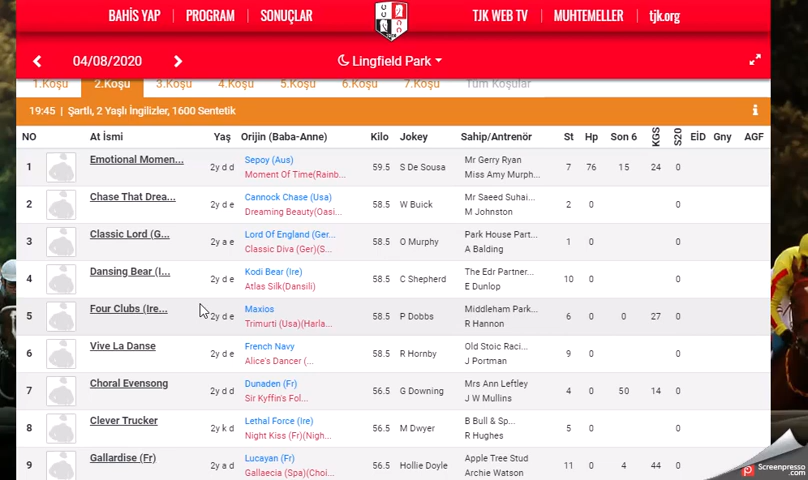 BAHİS YAP PROGRAM SONUÇLAR TJK WEB TV MUHTEMELLER tjk.org
04/08/2020 Lingfield Park
1.Koşu 2.Koşu 3.Koşu 4.Koşu 5.Koşu 6.Koşu 7.Koşu Tüm Koşular
19:45 | Şartlı, 2 Yaşlı İngilizler, 1600 Sentetik
NO At İsmi Yaş Orijin (Baba-Anne) Kilo Jokey Sahip/Antrenör St Hp Son 6 KGS S20 EİD Gny AGF
1 Emotional Momen... 2y d d Sepoy (Aus) 59.5 S De Sousa Mr Gerry Ryan 7 76 15 24 0
Moment Of Time(Rainb... Miss Amy Murph...
2 Chase That Drea... 2y d e Cannock Chase (Usa) 58.5 W Buick Mr Saeed Suhai... 2 0 0
Dreaming Beauty(Oasi... M Johnston
3 Classic Lord (G... 2y a e Lord Of England (Ger... 58.5 O Murphy Park House Part... 1 0 0
Classic Diva (Ger)(S... A Balding
4 Dansing Bear (I... 2y d e Kodi Bear (Ire) 58.5 C Shepherd The Edr Partner... 10 0 0
Atlas Silk(Dansili) E Dunlop
5 Four Clubs (Ire... 2y d e Maxios 58.5 P Dobbs Middleham Park... 6 0 0 27 0
Trimurti (Usa)(Harla... R Hannon
6 Vive La Danse 2y d e French Navy 58.5 R Hornby Old Stoic Raci... 9 0 0
Alice's Dancer (... J Portman
7 Choral Evensong 2y d d Dunaden (Fr) 56.5 G Downing Mrs Ann Leftley 4 0 50 14 0
Sir Kyffin's Fol... J W Mullins
8 Clever Trucker 2y k d Lethal Force (Ire) 56.5 M Dwyer B Bull & Sp... 5 0 0
Night Kiss (Fr)(Nigh... R Hughes
9 Gallardise (Fr) 2y a d Lucayan (Fr) 56.5 Hollie Doyle Apple Tree Stud 11 0 4 44 0
Gallaecia (Spa)(Choi... Archie Watson
Screenpresso
.com